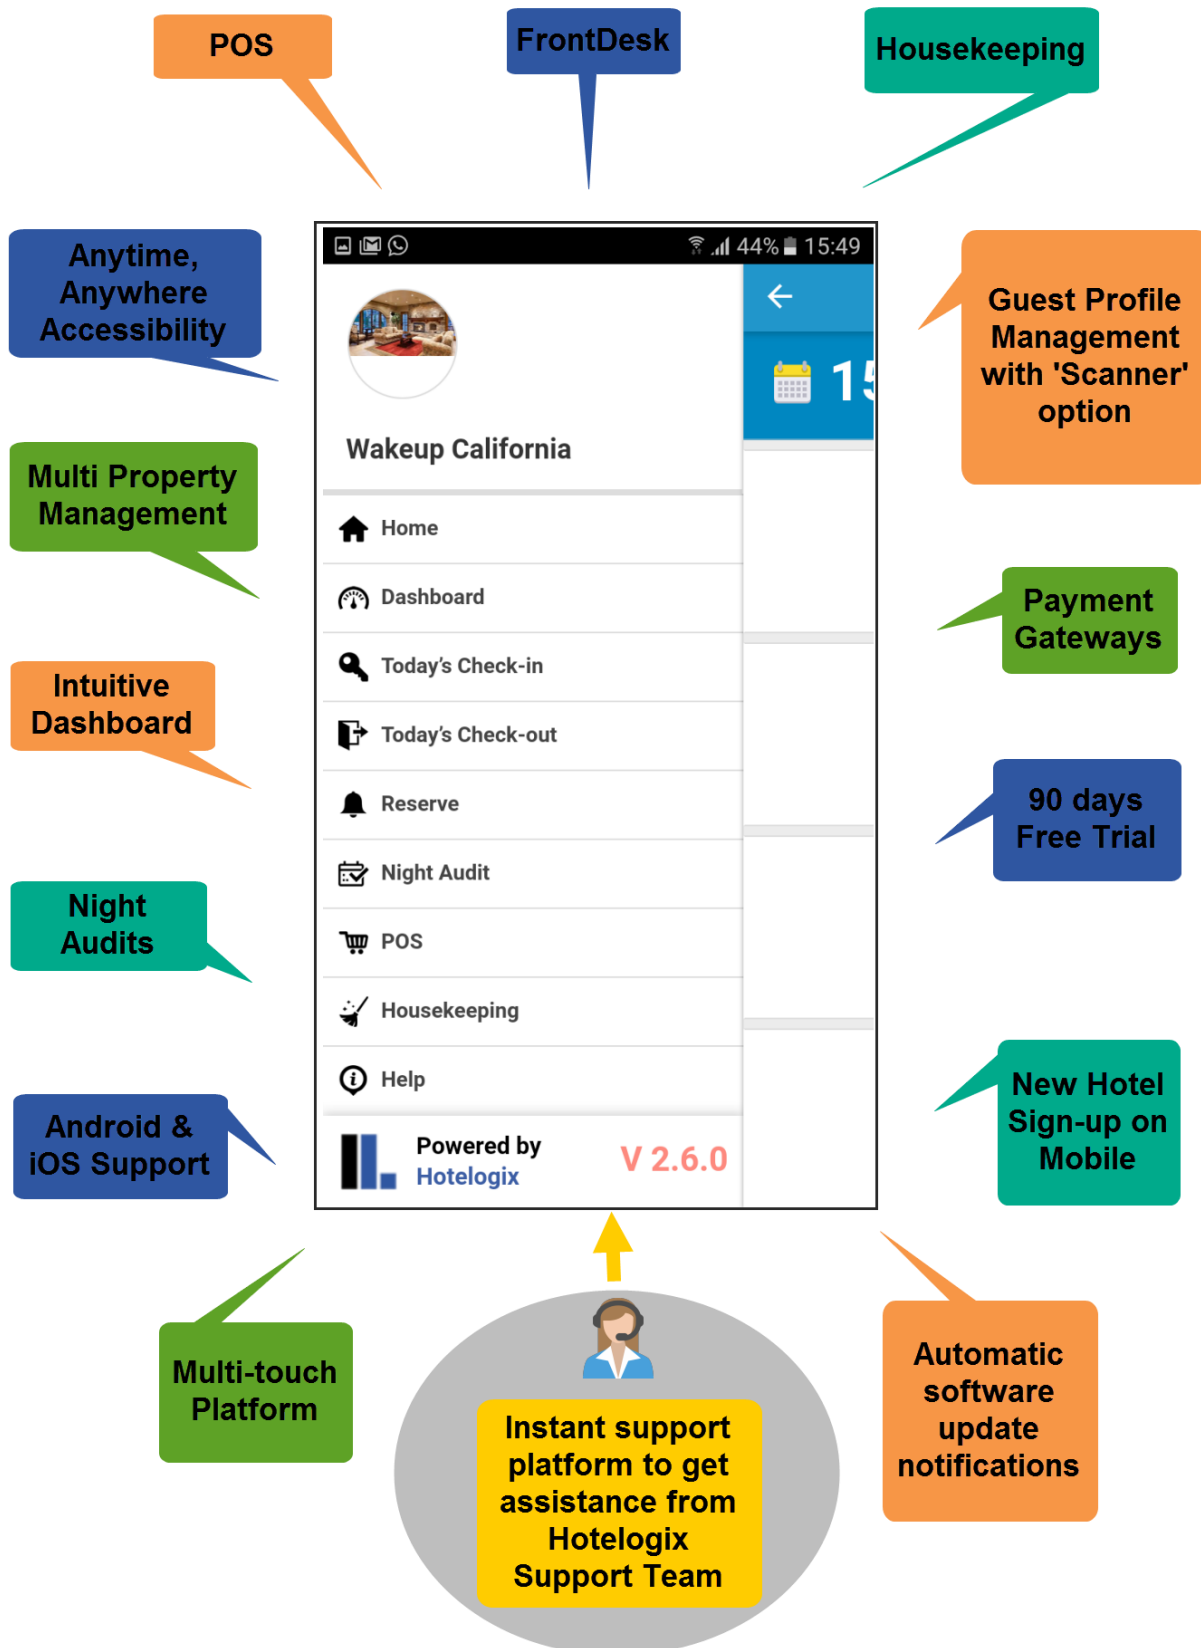 POS
FrontDesk
Housekeeping
Anytime,
Anywhere
Accessibility
44% 15:49
15
Guest Profile
Management
with 'Scanner'
option
Wakeup California
Multi Property
Management
Home
Dashboard
Today's Check-in
Today's Check-out
Reserve
Night Audit
POS
Housekeeping
Help
Powered by
Hotelogix
V 2.6.0
Payment
Gateways
Intuitive
Dashboard
90 days
Free Trial
Night
Audits
New Hotel
Sign-up on
Mobile
Android &
iOS Support
Multi-touch
Platform
Instant support
platform to get
assistance from
Hotelogix
Support Team
Automatic
software
update
notifications